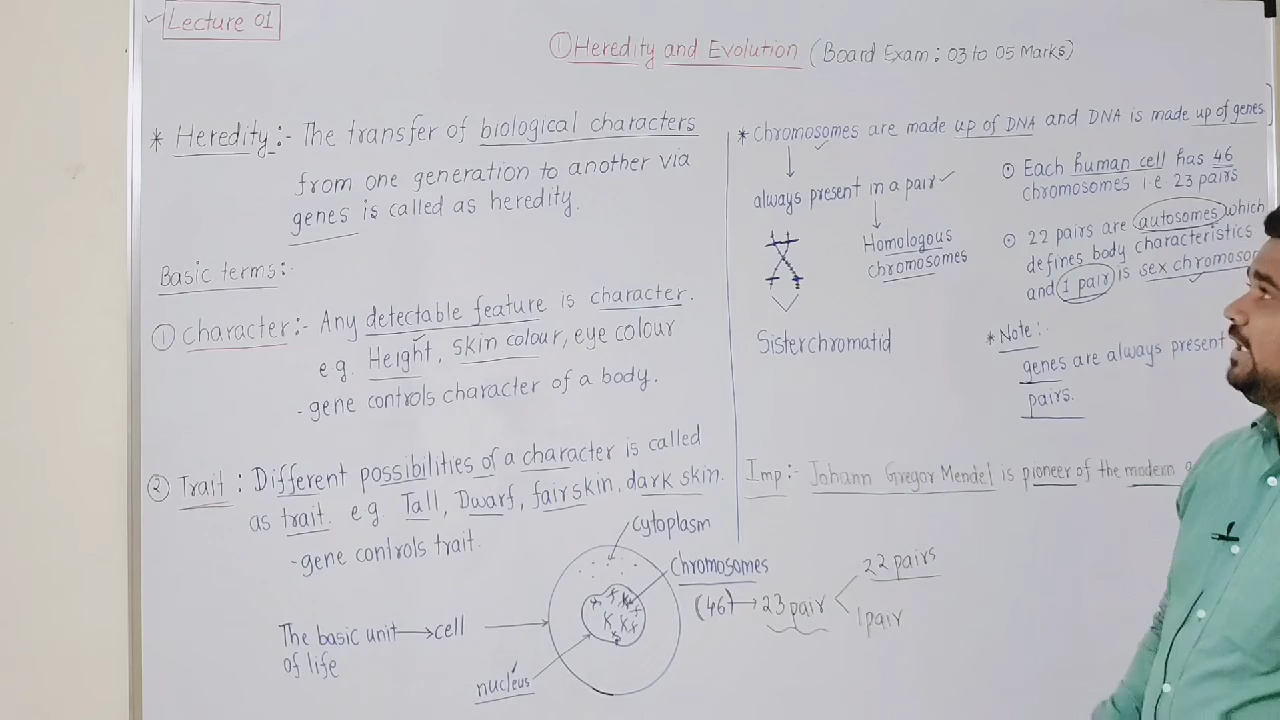 Lecture 01
① Heredity and Evolution (Board Exam: 03 to 05 Marks)
* Heredity:- The transfer of biological characters
from one generation to another via
genes is called as heredity.
Basic terms:-
① Character:- Any detectable feature is character.
e.g. Height, skin colour, eye colour
- gene controls character of a body.
② Trait: Different possibilities of a character is called
as trait. e.g Tall, Dwarf, fair skin, dark skin.
- gene controls trait.
The basic unit → cell
of life
nucleus
cytoplasm
Chromosomes
(46) → 23 pair
22 pairs
1 pair
* chromosomes are made up of DNA and DNA is made up of genes
always present in a pair
Homologous
chromosomes
Sisterchromatid
⊙ Each human cell has 46
chromosomes i.e 23 pairs
⊙ 22 pairs are autosomes which
defines body characteristics
and 1 pair is sex
* Note:-
genes are always present
pairs.
Imp:- Johann Gregor Mendel is pioneer of the modern